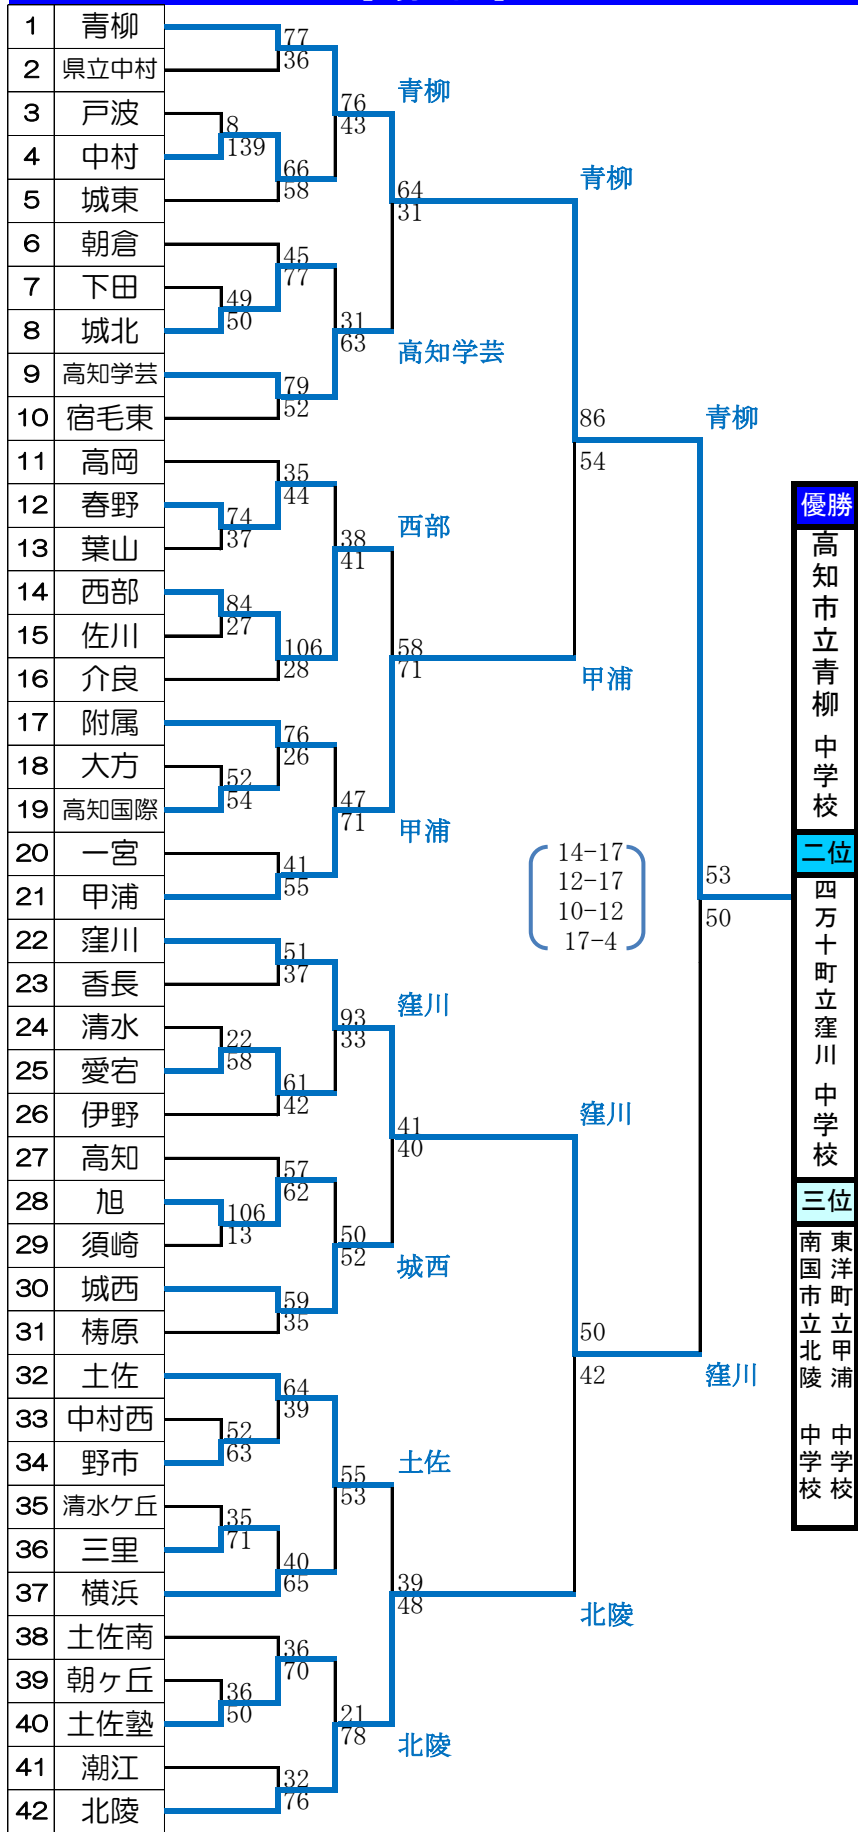 1 青柳
2 県立中村
3 戸波
4 中村
5 城東
6 朝倉
7 下田
8 城北
9 高知学芸
10 宿毛東
11 高岡
12 春野
13 葉山
14 西部
15 佐川
16 介良
17 附属
18 大方
19 高知国際
20 一宮
21 甲浦
22 窪川
23 香長
24 清水
25 愛宕
26 伊野
27 高知
28 旭
29 須崎
30 城西
31 梼原
32 土佐
33 中村西
34 野市
35 清水ケ丘
36 三里
37 横浜
38 土佐南
39 朝ヶ丘
40 土佐塾
41 潮江
42 北陵
8
139
49
50
74
37
84
27
52
54
22
58
106
13
52
63
35
71
36
50
77
36
66
58
45
77
79
52
35
44
106
28
76
26
41
55
51
37
61
42
57
62
59
35
64
39
40
65
36
70
32
76
76
43
31
63
38
41
47
71
93
33
50
52
55
53
21
78
青柳
64
31
高知学芸
西部
58
71
甲浦
窪川
41
40
城西
土佐
39
48
北陵
青柳
86
54
甲浦
窪川
50
42
北陵
青柳
14-17
12-17
10-12
17-4
53
50
窪川
優勝
高知市立青柳 中学校
二位
四万十町立窪川 中学校
三位
東洋町立甲浦 中学校
南国市立北陵 中学校